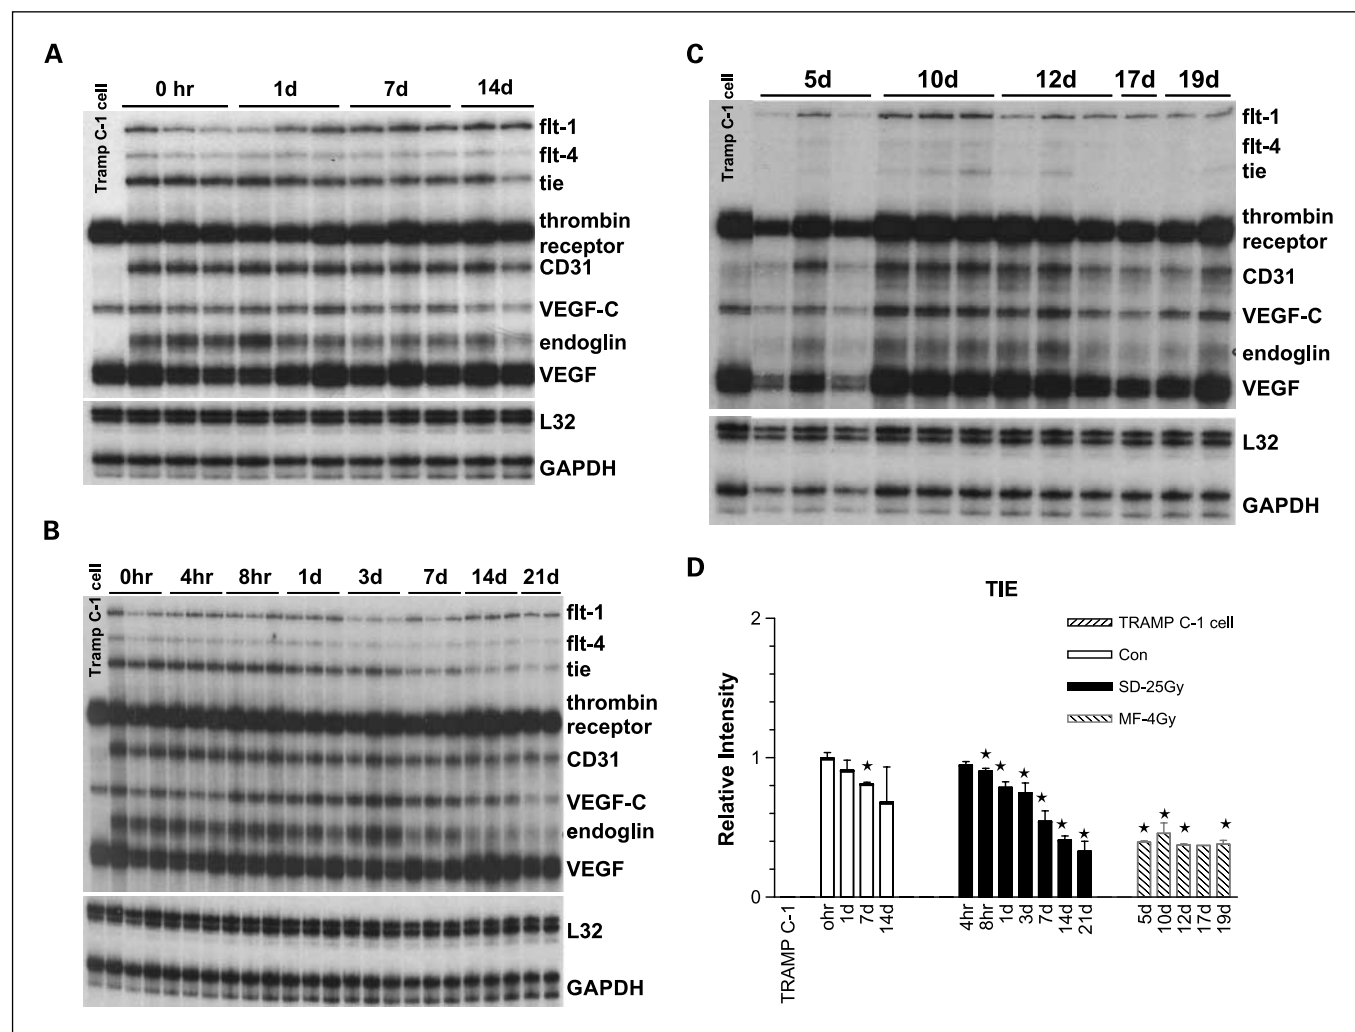 A
Tramp C-1 cell
0 hr 1d 7d 14d
flt-1
flt-4
tie
thrombin
receptor
CD31
VEGF-C
endoglin
VEGF
L32
GAPDH
B
Tramp C-1 cell
0hr 4hr 8hr 1d 3d 7d 14d 21d
flt-1
flt-4
tie
thrombin
receptor
CD31
VEGF-C
endoglin
VEGF
L32
GAPDH
C
Tramp C-1 cell
5d 10d 12d 17d 19d
flt-1
flt-4
tie
thrombin
receptor
CD31
VEGF-C
endoglin
VEGF
L32
GAPDH
D
TIE
TRAMP C-1 cell
Con
SD-25Gy
MF-4Gy
Relative Intensity
2
1
0
TRAMP C-1
ohr 1d 7d 14d
4hr 8hr 1d 3d 7d 14d 21d
5d 10d 12d 17d 19d